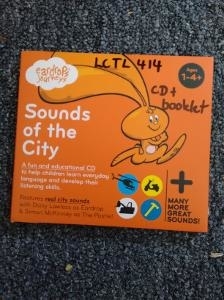 eardrops
journeys
LCTL 414
Ages
1-4+
CD +
booklet
Sounds
of the
City
A fun and educational CD
to help children learn everyday
language and develop their
listening skills.
Features real city sounds
with Daisy Lawless as Eardrop
& Simon McKinney as The Planet
+
MANY
MORE
GREAT
SOUNDS!